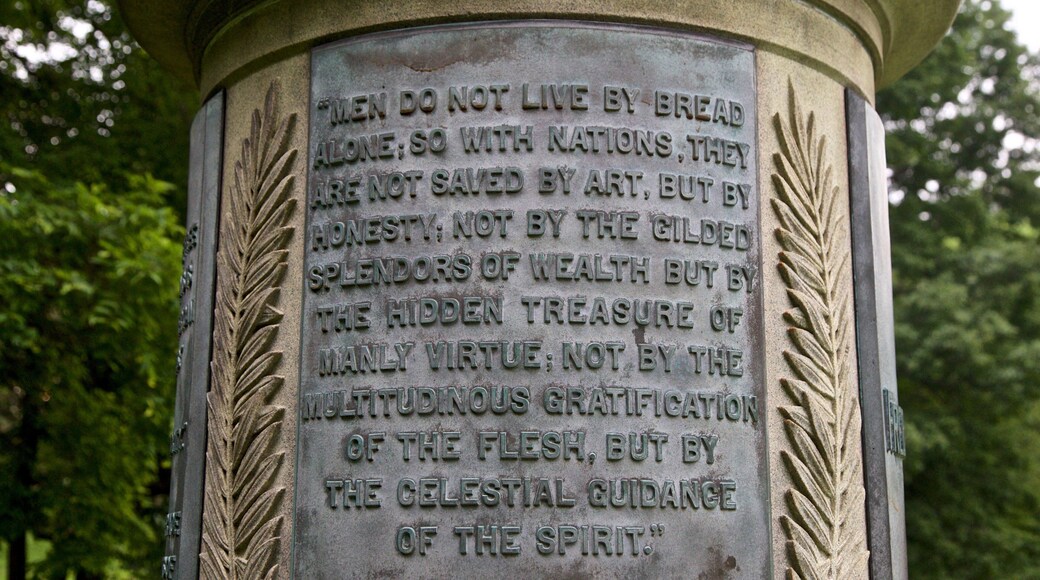 "MEN DO NOT LIVE BY BREAD
ALONE; SO WITH NATIONS, THEY
ARE NOT SAVED BY ART, BUT BY
HONESTY; NOT BY THE GILDED
SPLENDORS OF WEALTH BUT BY
THE HIDDEN TREASURE OF
MANLY VIRTUE; NOT BY THE
MULTITUDINOUS GRATIFICATION
OF THE FLESH, BUT BY
THE CELESTIAL GUIDANCE
OF THE SPIRIT."